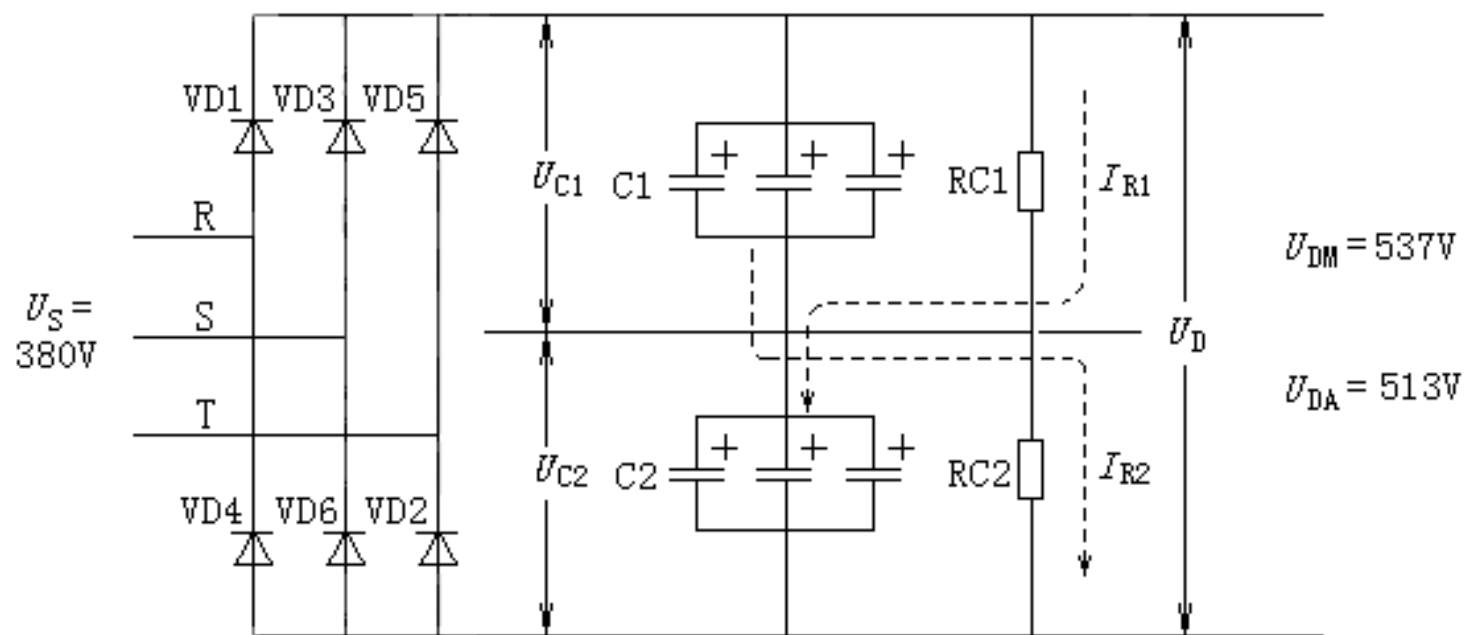 VD1 VD3 VD5
R
S
T
U_S=
380V
VD4 VD6 VD2
U_C1
C1
+ + +
RC1
I_R1
U_C2
C2
+ + +
RC2
I_R2
U_D
U_DM=537V
U_DA=513V